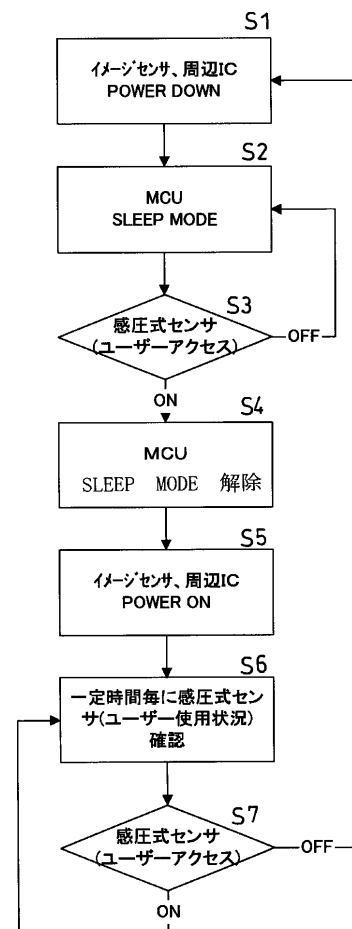 S1
イメージセンサ、周辺IC
POWER DOWN
S2
MCU
SLEEP MODE
S3
感圧式センサ
(ユーザーアクセス)
OFF
ON
S4
MCU
SLEEP MODE 解除
S5
イメージセンサ、周辺IC
POWER ON
S6
一定時間毎に感圧式セン
サ(ユーザー使用状況)
確認
S7
感圧式センサ
(ユーザーアクセス)
OFF
ON